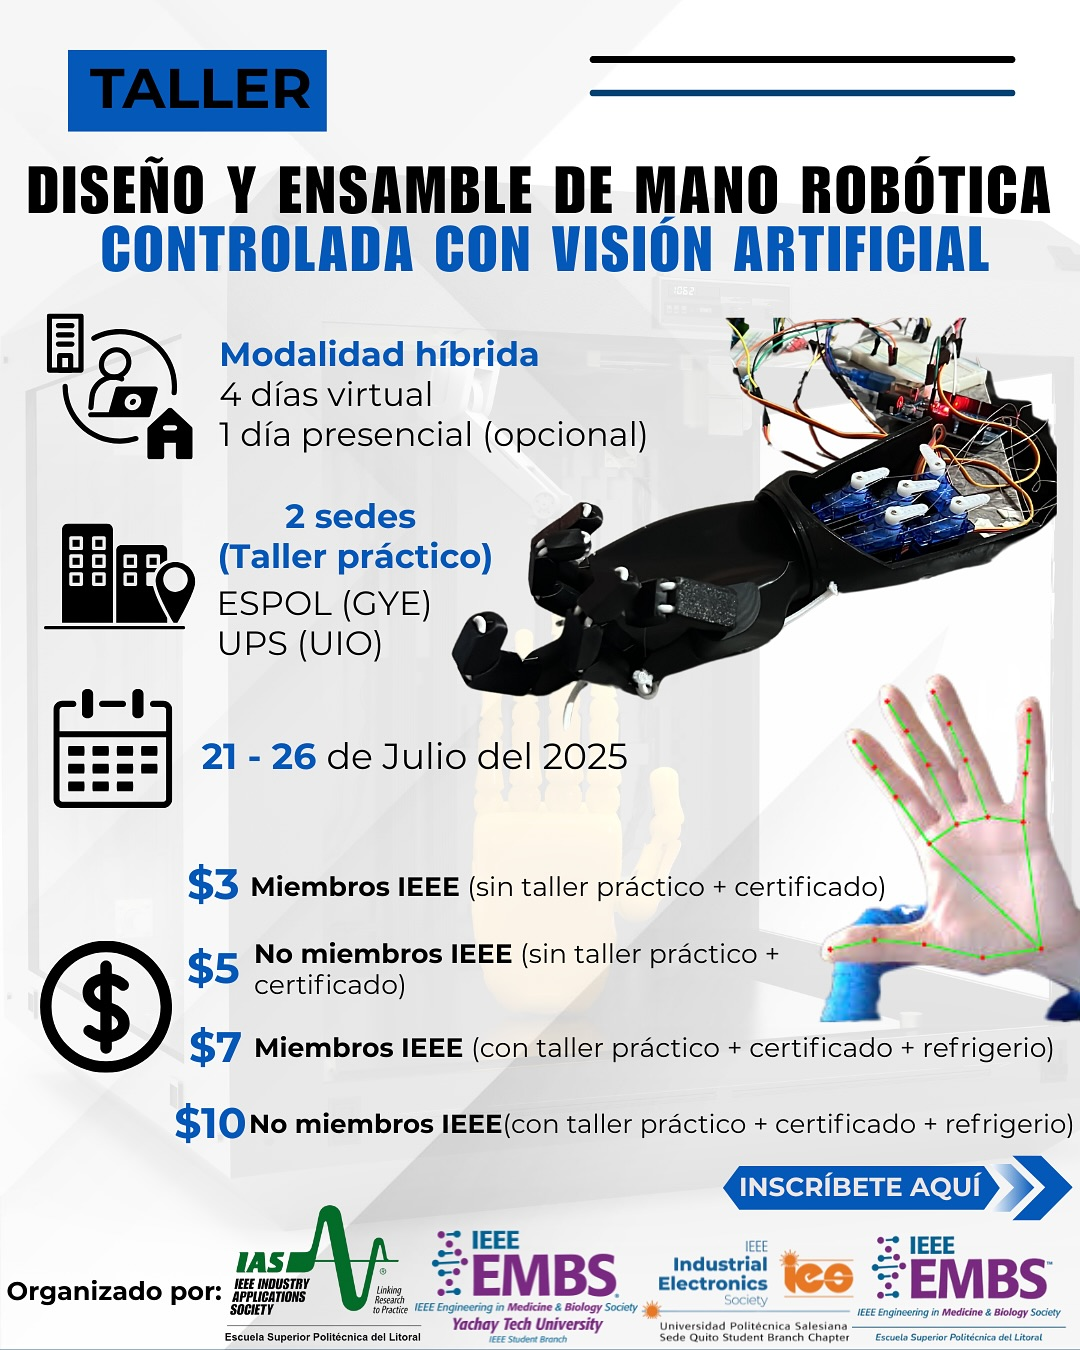 TALLER
DISEÑO Y ENSAMBLE DE MANO ROBÓTICA
CONTROLADA CON VISIÓN ARTIFICIAL
Modalidad híbrida
4 días virtual
1 día presencial (opcional)
2 sedes
(Taller práctico)
ESPOL (GYE)
UPS (UIO)
21 - 26 de Julio del 2025
$3 Miembros IEEE (sin taller práctico + certificado)
$5 No miembros IEEE (sin taller práctico +
certificado)
$7 Miembros IEEE (con taller práctico + certificado + refrigerio)
$10 No miembros IEEE(con taller práctico + certificado + refrigerio)
INSCRÍBETE AQUÍ
Organizado por:
IAS
IEEE INDUSTRY
APPLICATIONS
SOCIETY
®
Linking
Research
to Practice
Escuela Superior Politécnica del Litoral
IEEE
EMBS®
IEEE Engineering in Medicine & Biology Society
Yachay Tech University
IEEE Student Branch
IEEE
Industrial
Electronics
Society
ies
Universidad Politécnica Salesiana
Sede Quito Student Branch Chapter
IEEE
EMBS™
IEEE Engineering in Medicine & Biology Society
Escuela Superior Politécnica del Litoral